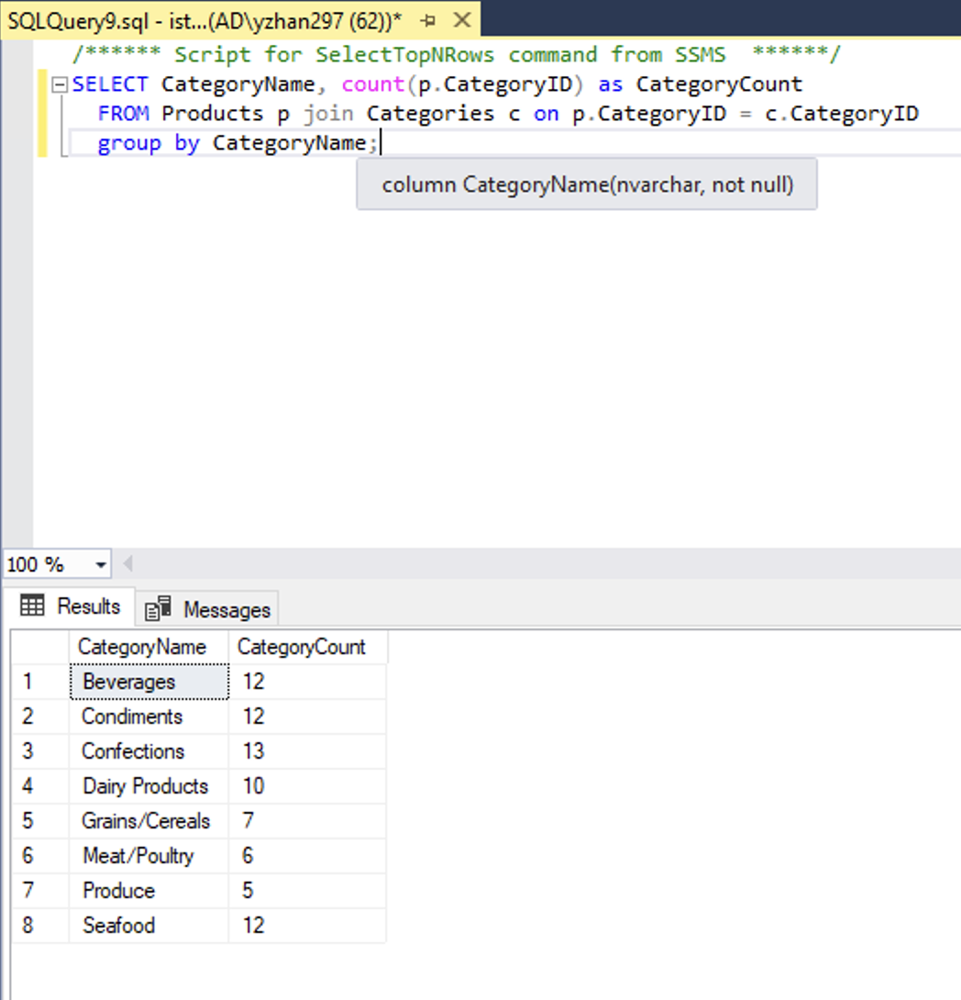 SQLQuery9.sql - ist...(AD\yzhan297 (62))*
/****** Script for SelectTopNRows command from SSMS  ******/
SELECT CategoryName, count(p.CategoryID) as CategoryCount
FROM Products p join Categories c on p.CategoryID = c.CategoryID
group by CategoryName;
column CategoryName(nvarchar, not null)
100 %
Results Messages
CategoryName CategoryCount
1 Beverages 12
2 Condiments 12
3 Confections 13
4 Dairy Products 10
5 Grains/Cereals 7
6 Meat/Poultry 6
7 Produce 5
8 Seafood 12